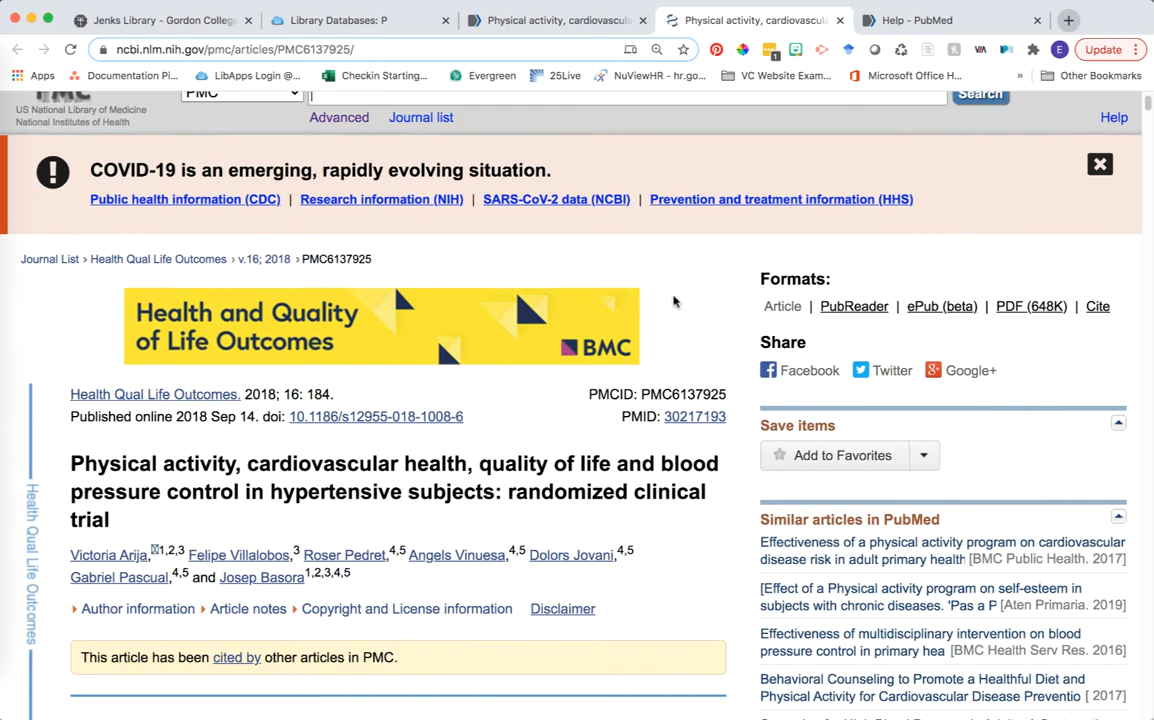 Jenks Library - Gordon College
Library Databases: P
Physical activity, cardiovascula
Physical activity, cardiovascula
Help - PubMed
ncbi.nlm.nih.gov/pmc/articles/PMC6137925/
VIA
E
Update
Apps
Documentation Pi...
LibApps Login @...
Checkin Starting...
Evergreen
25Live
NuViewHR - hr.go...
VC Website Exam...
Microsoft Office H...
»
Other Bookmarks
PMC
US National Library of Medicine
National Institutes of Health
Search
Advanced
Journal list
Help
COVID-19 is an emerging, rapidly evolving situation.
Public health information (CDC) | Research information (NIH) | SARS-CoV-2 data (NCBI) | Prevention and treatment information (HHS)
Journal List > Health Qual Life Outcomes > v.16; 2018 > PMC6137925
Health and Quality
of Life Outcomes
BMC
Health Qual Life Outcomes
Health Qual Life Outcomes. 2018; 16: 184.
PMCID: PMC6137925
Published online 2018 Sep 14. doi: 10.1186/s12955-018-1008-6
PMID: 30217193
Physical activity, cardiovascular health, quality of life and blood
pressure control in hypertensive subjects: randomized clinical
trial
Victoria Arija,1,2,3 Felipe Villalobos,3 Roser Pedret,4,5 Angels Vinuesa,4,5 Dolors Jovani,4,5
Gabriel Pascual,4,5 and Josep Basora1,2,3,4,5
Author information Article notes Copyright and License information Disclaimer
This article has been cited by other articles in PMC.
Formats:
Article | PubReader | ePub (beta) | PDF (648K) | Cite
Share
Facebook Twitter Google+
Save items
Add to Favorites
Similar articles in PubMed
Effectiveness of a physical activity program on cardiovascular
disease risk in adult primary health [BMC Public Health. 2017]
[Effect of a Physical activity program on self-esteem in
subjects with chronic diseases. 'Pas a P [Aten Primaria. 2019]
Effectiveness of multidisciplinary intervention on blood
pressure control in primary hea [BMC Health Serv Res. 2016]
Behavioral Counseling to Promote a Healthful Diet and
Physical Activity for Cardiovascular Disease Preventio [ 2017]